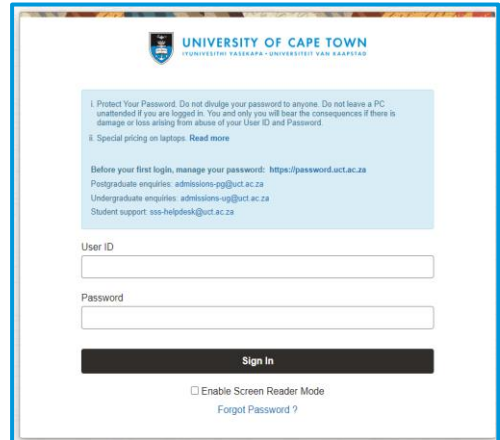 UNIVERSITY OF CAPE TOWN
IYUNIVESITHI YASEKAPA • UNIVERSITEIT VAN KAAPSTAD
i. Protect Your Password. Do not divulge your password to anyone. Do not leave a PC
unattended if you are logged in. You and only you will bear the consequences if there is
damage or loss arising from abuse of your User ID and Password.
ii. Special pricing on laptops. Read more
Before your first login, manage your password: https://password.uct.ac.za
Postgraduate enquiries: admissions-pg@uct.ac.za
Undergraduate enquiries: admissions-ug@uct.ac.za
Student support: sss-helpdesk@uct.ac.za
User ID
Password
Sign In
Enable Screen Reader Mode
Forgot Password ?